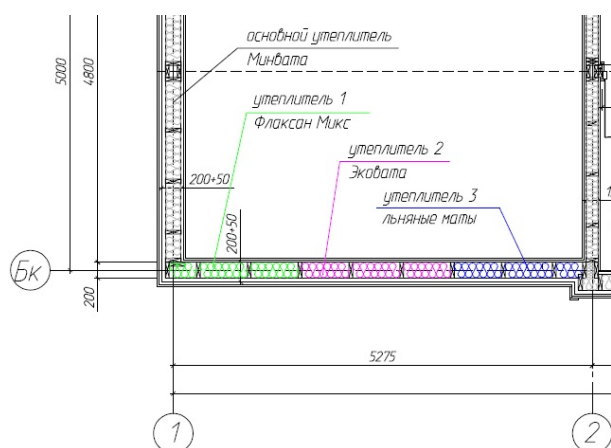 основной утеплитель
Минвата
5000
4800
утеплитель 1
Флаксан Микс
утеплитель 2
Эковата
200+50
утеплитель 3
льняные маты
200+50
Бк
200
5275
1
2